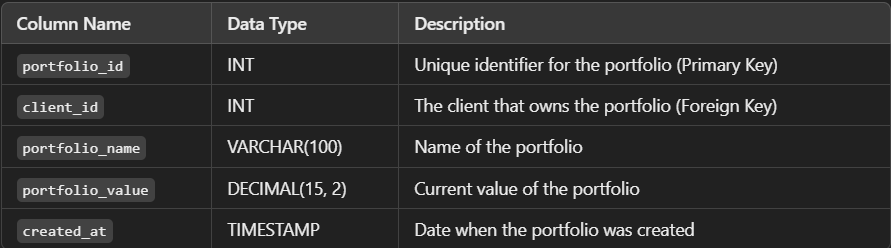 Column Name Data Type Description
portfolio_id INT Unique identifier for the portfolio (Primary Key)
client_id INT The client that owns the portfolio (Foreign Key)
portfolio_name VARCHAR(100) Name of the portfolio
portfolio_value DECIMAL(15, 2) Current value of the portfolio
created_at TIMESTAMP Date when the portfolio was created